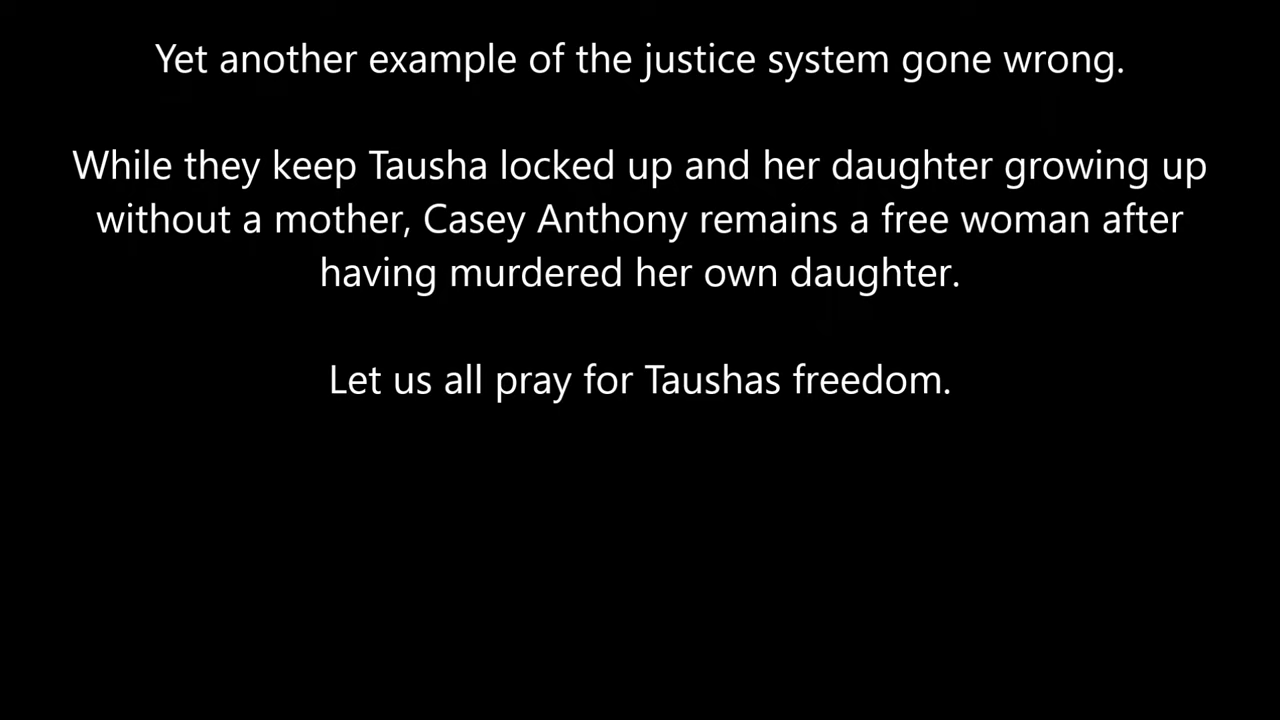 Yet another example of the justice system gone wrong.
While they keep Tausha locked up and her daughter growing up
without a mother, Casey Anthony remains a free woman after
having murdered her own daughter.
Let us all pray for Taushas freedom.